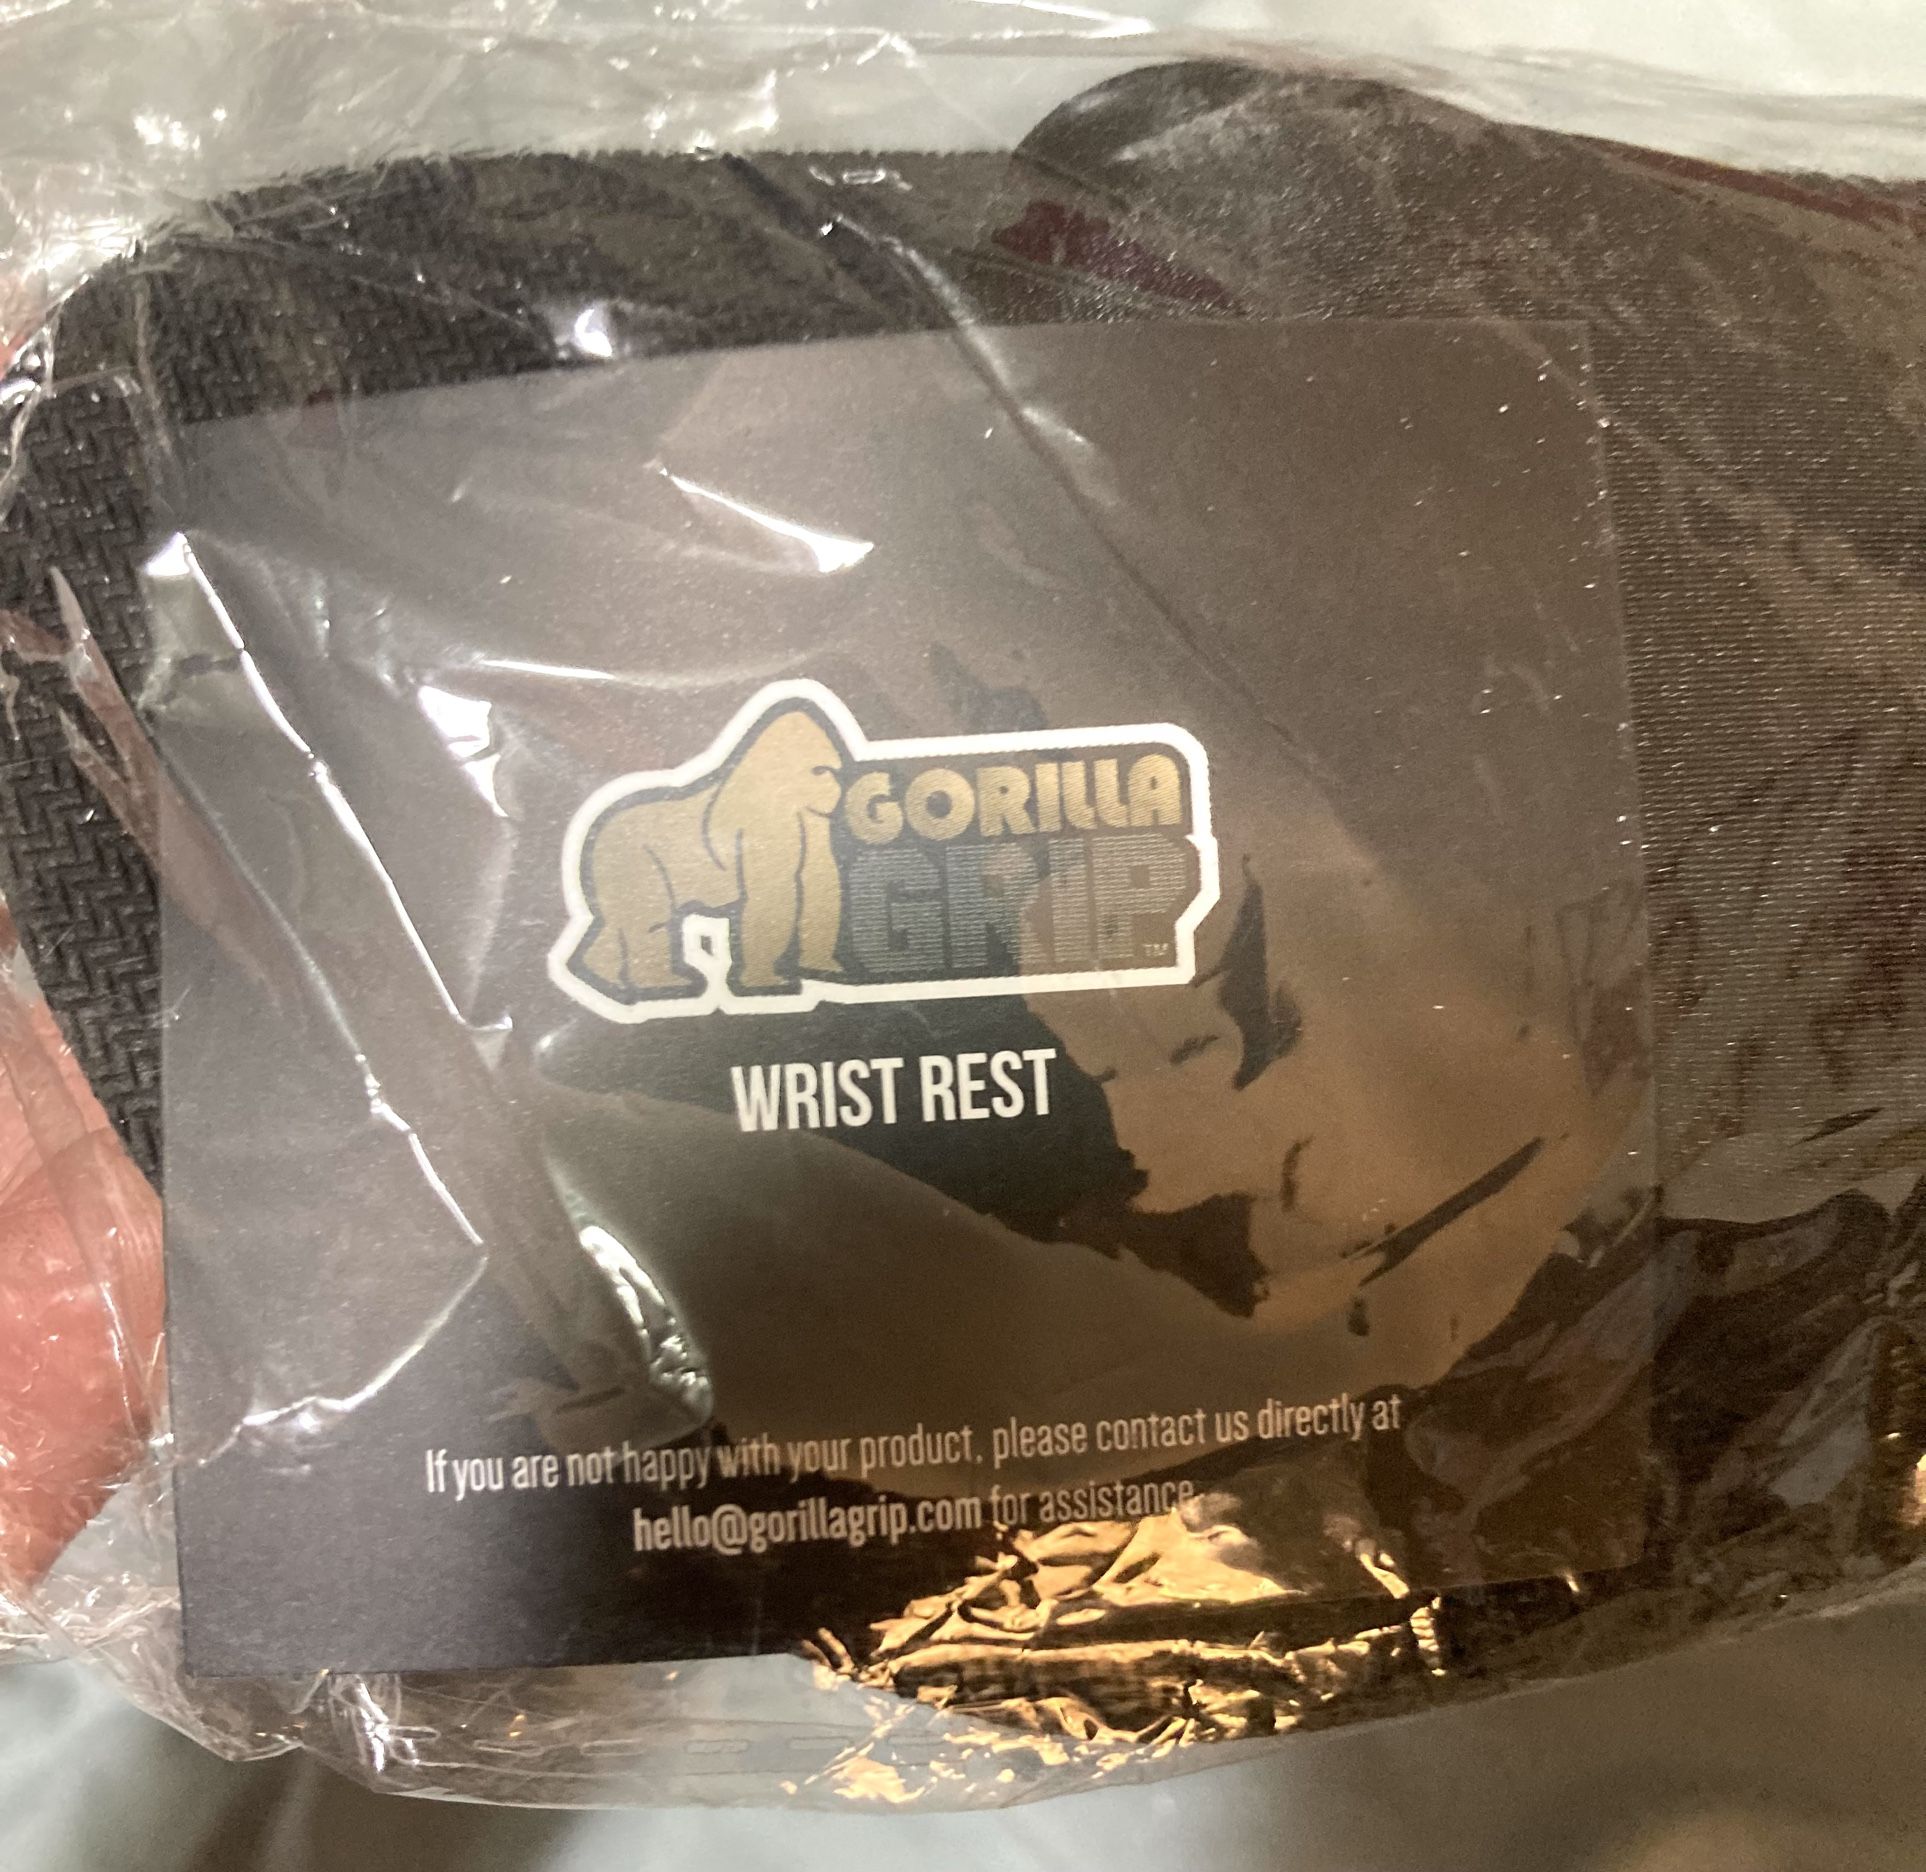 GORILLA
GRIP™
WRIST REST
If you are not happy with your product, please contact us directly at
hello@gorillagrip.com for assistance.